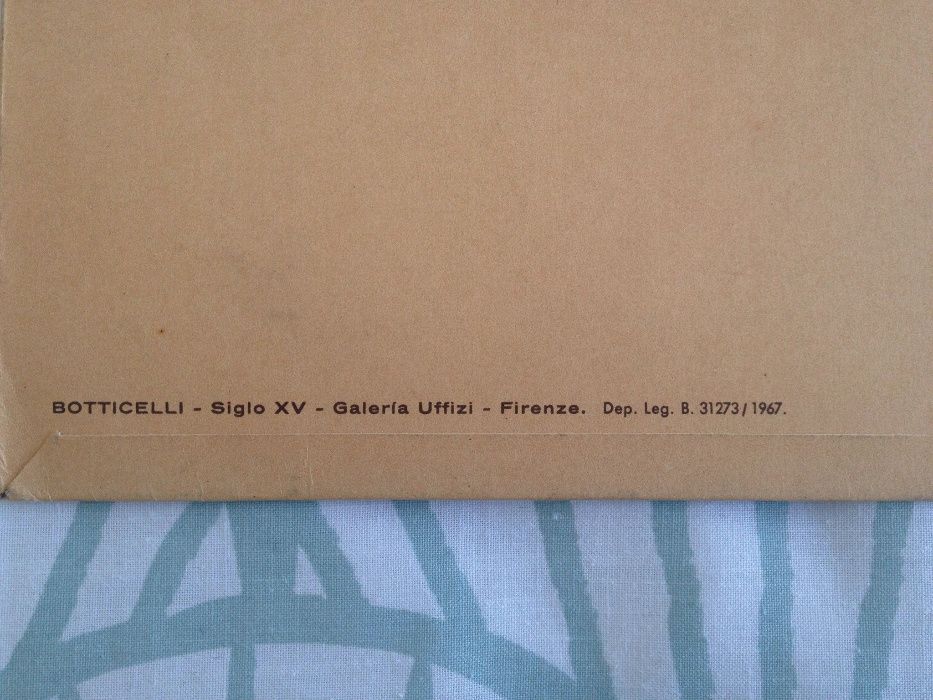 BOTTICELLI - Siglo XV - Galería Uffizi - Firenze. Dep. Leg. B. 31273/1967.